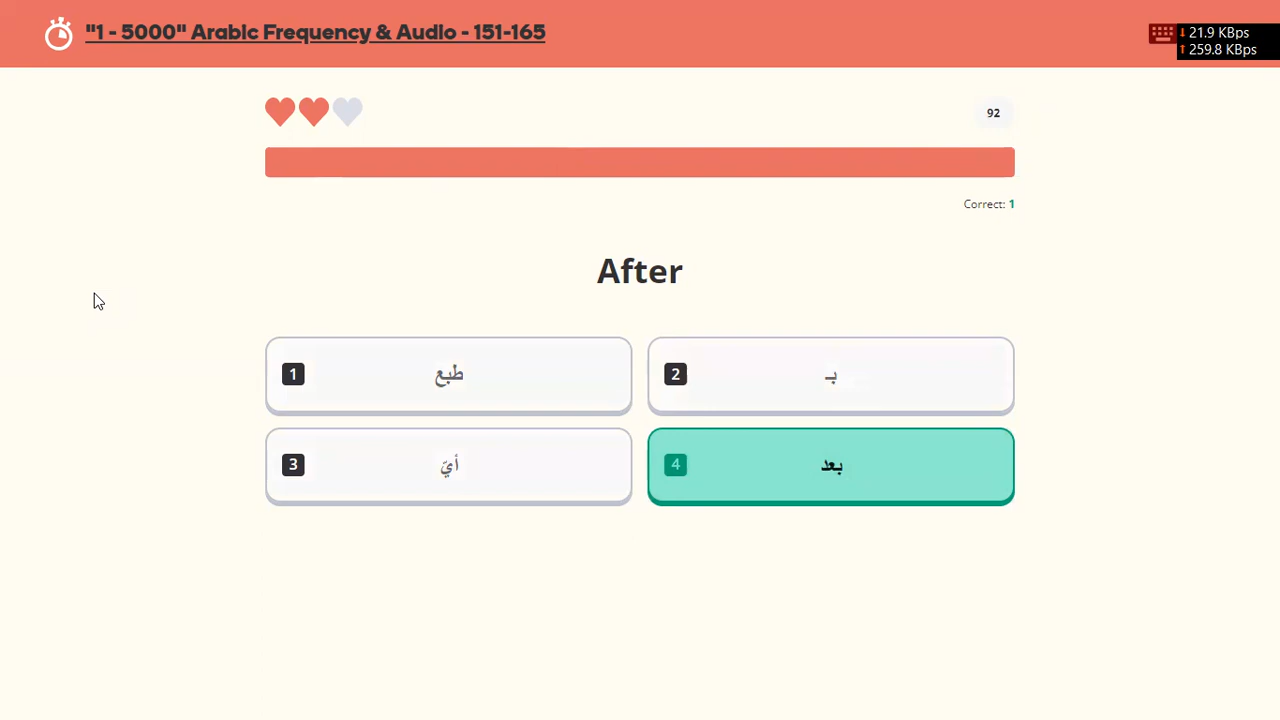 "1 - 5000" Arabic Frequency & Audio - 151-165
↓ 21.9 KBps
↑ 259.8 KBps
92
Correct: 1
After
1 طبع
2 بـ
3 أيّ
4 بعد